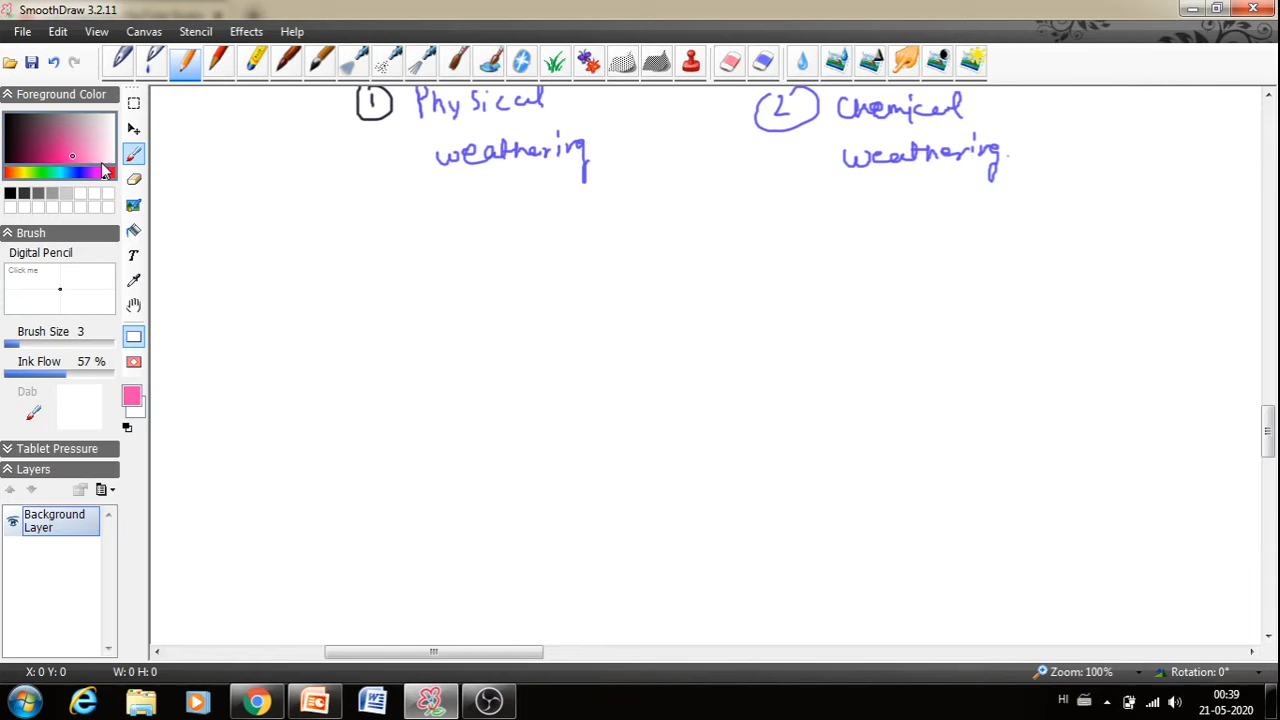 SmoothDraw 3.2.11
File Edit View Canvas Stencil Effects Help
Foreground Color
Brush
Digital Pencil
Click me
Brush Size 3
Ink Flow 57 %
Dab
Tablet Pressure
Layers
Background
Layer
1 Physical
weathering
2 Chemical
weathering.
X: 0 Y: 0 W: 0 H: 0 Zoom: 100% Rotation: 0°
HI 00:39
21-05-2020